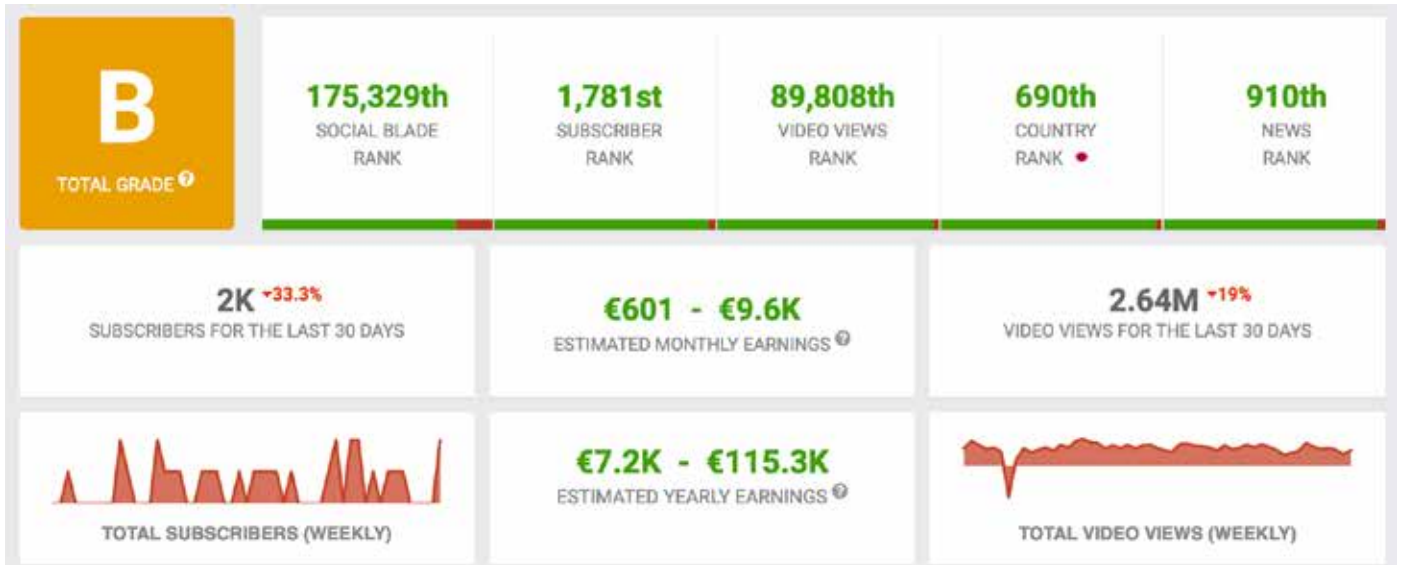 B
TOTAL GRADE ?
175,329th
SOCIAL BLADE
RANK
1,781st
SUBSCRIBER
RANK
89,808th
VIDEO VIEWS
RANK
690th
COUNTRY
RANK
910th
NEWS
RANK
2K -33.3%
SUBSCRIBERS FOR THE LAST 30 DAYS
€601 - €9.6K
ESTIMATED MONTHLY EARNINGS ?
2.64M -19%
VIDEO VIEWS FOR THE LAST 30 DAYS
TOTAL SUBSCRIBERS (WEEKLY)
€7.2K - €115.3K
ESTIMATED YEARLY EARNINGS ?
TOTAL VIDEO VIEWS (WEEKLY)